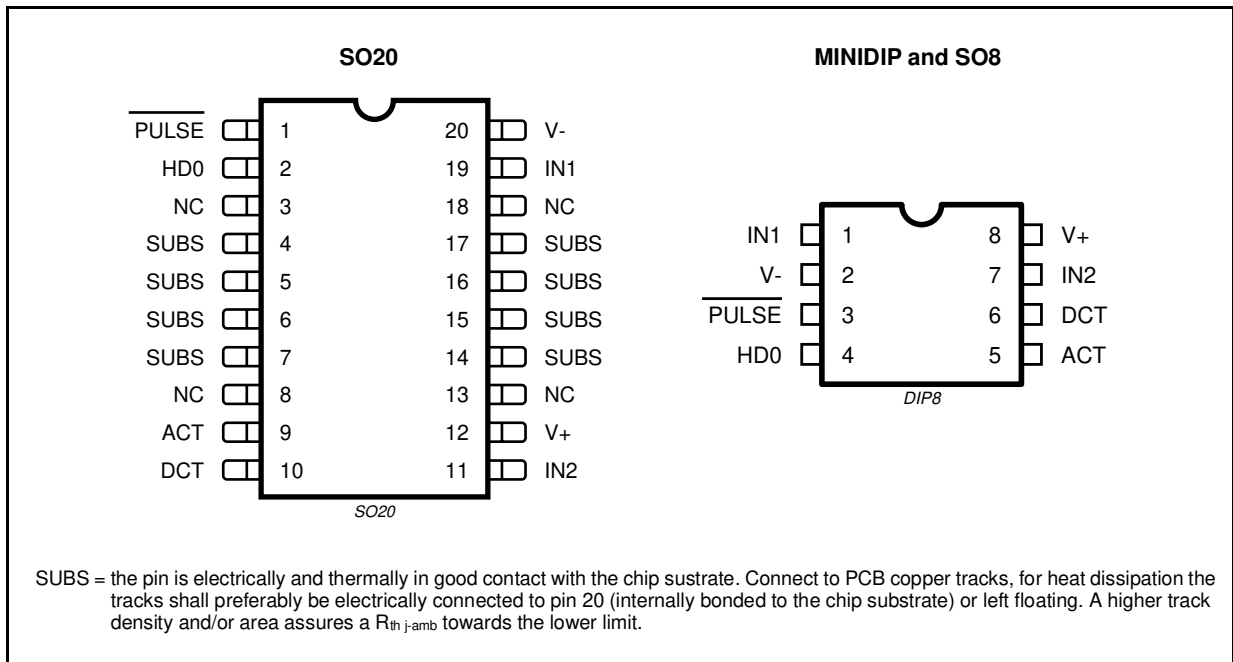 SO20
MINIDIP and SO8
PULSE 1 20 V-
HD0 2 19 IN1
NC 3 18 NC
SUBS 4 17 SUBS
SUBS 5 16 SUBS
SUBS 6 15 SUBS
SUBS 7 14 SUBS
NC 8 13 NC
ACT 9 12 V+
DCT 10 11 IN2
SO20
IN1 1 8 V+
V- 2 7 IN2
PULSE 3 6 DCT
HD0 4 5 ACT
DIP8
SUBS = the pin is electrically and thermally in good contact with the chip sustrate. Connect to PCB copper tracks, for heat dissipation the
tracks shall preferably be electrically connected to pin 20 (internally bonded to the chip substrate) or left floating. A higher track
density and/or area assures a Rth j-amb towards the lower limit.